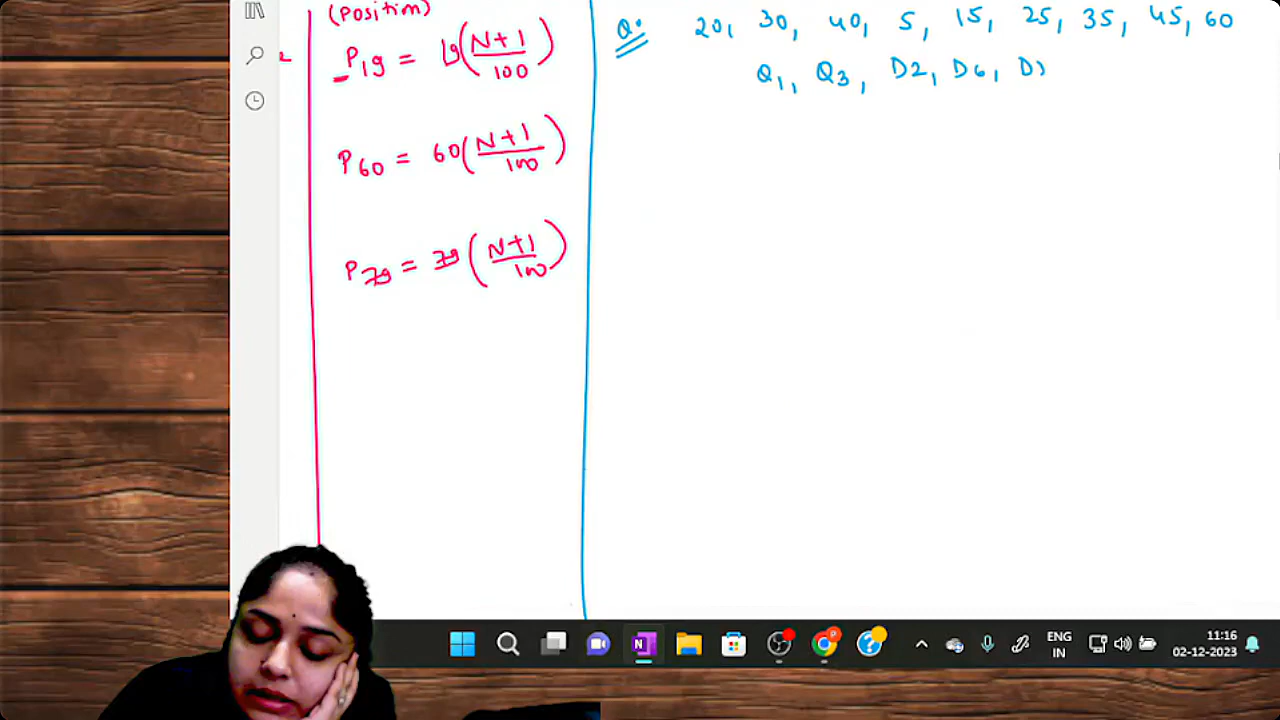 (Position)
P19 = 19(N+1/100)
P60 = 60(N+1/100)
P79 = 79(N+1/100)
Q: 20, 30, 40, 5, 15, 25, 35, 45, 60
Q1, Q3, D2, D6, D
ENG
IN
11:16
02-12-2023